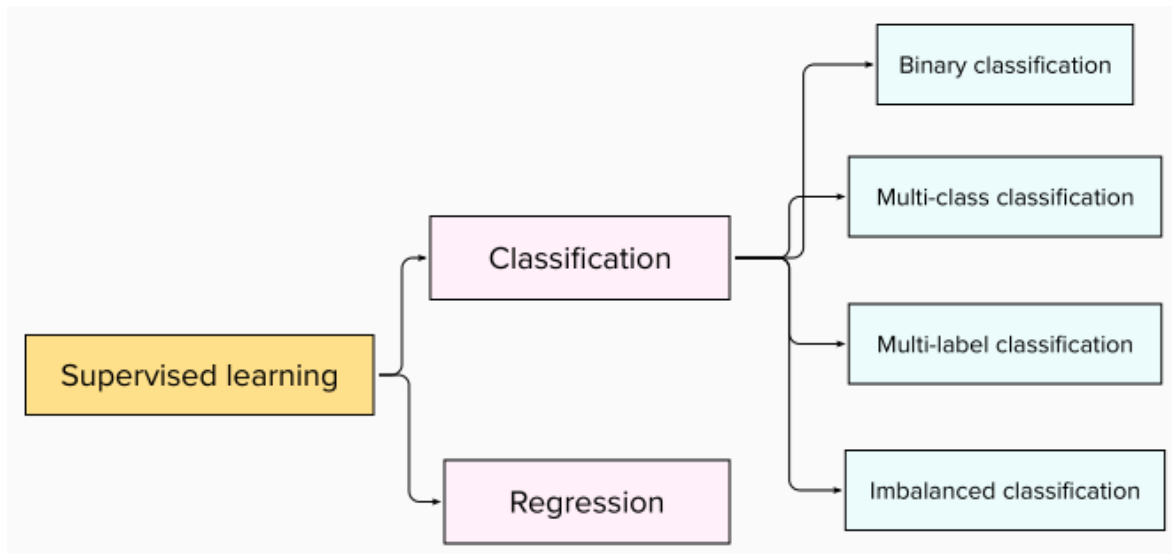 Supervised learning
Classification
Regression
Binary classification
Multi-class classification
Multi-label classification
Imbalanced classification